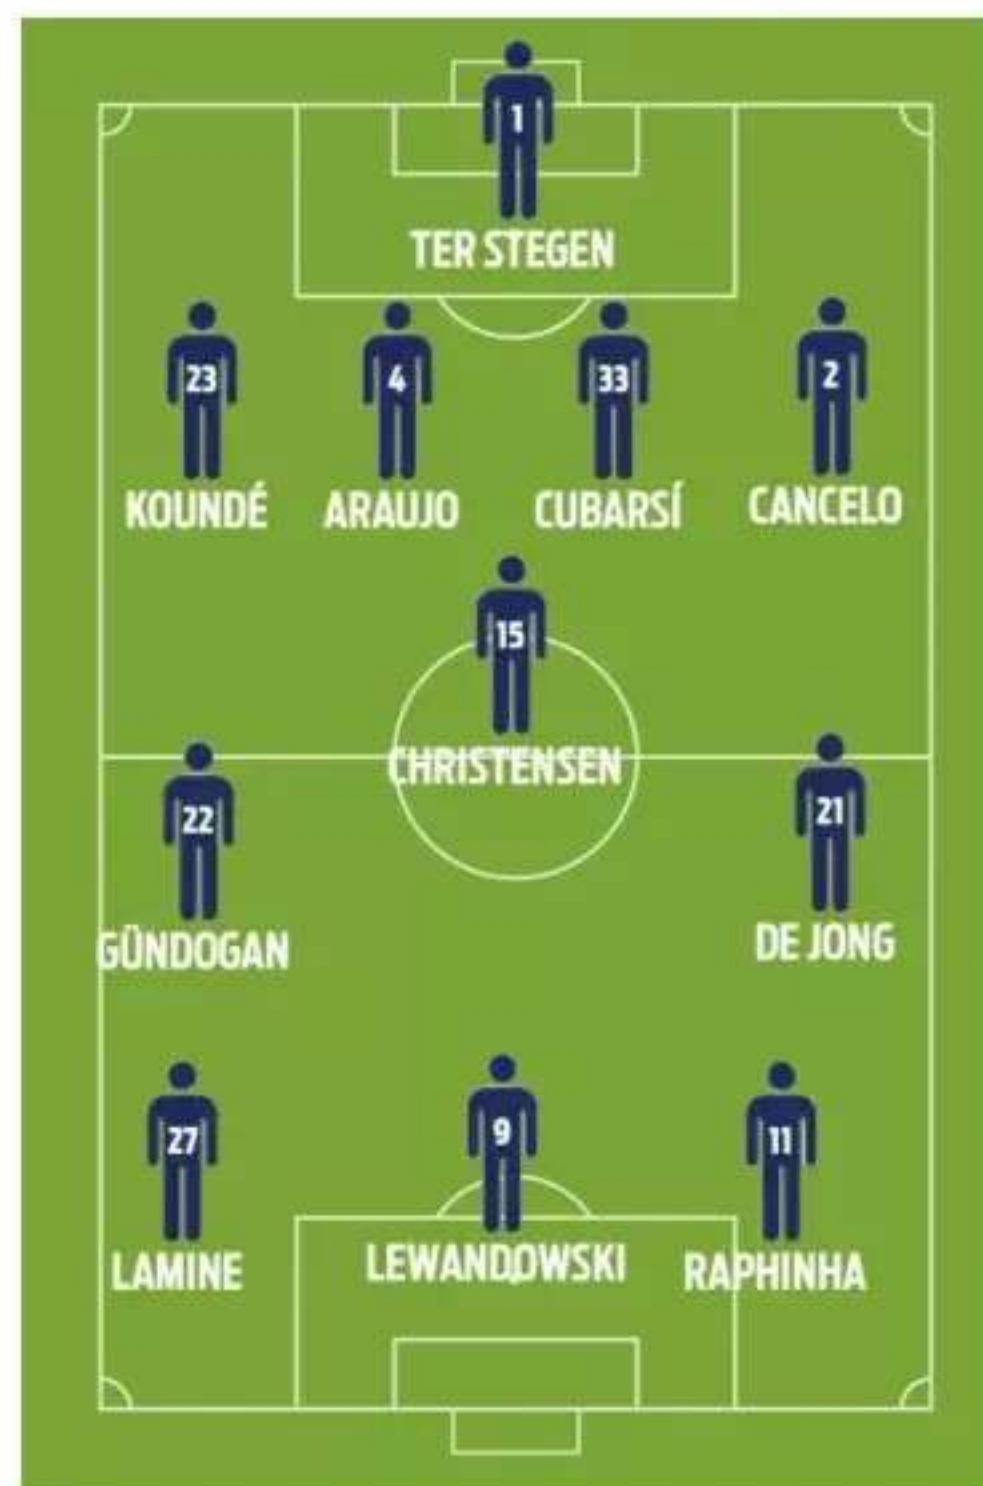 1
TER STEGEN
23 4 33 2
KOUNDÉ ARAUJO CUBARSÍ CANCELO
15
CHRISTENSEN
22 21
GÜNDOGAN DE JONG
27 9 11
LAMINE LEWANDOWSKI RAPHINHA